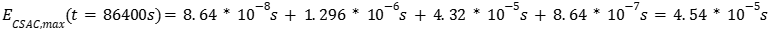 E_{CSAC,max}(t = 86400s) = 8.64 * 10^{-8}s + 1.296 * 10^{-6}s + 4.32 * 10^{-5}s + 8.64 * 10^{-7}s = 4.54 * 10^{-5}s